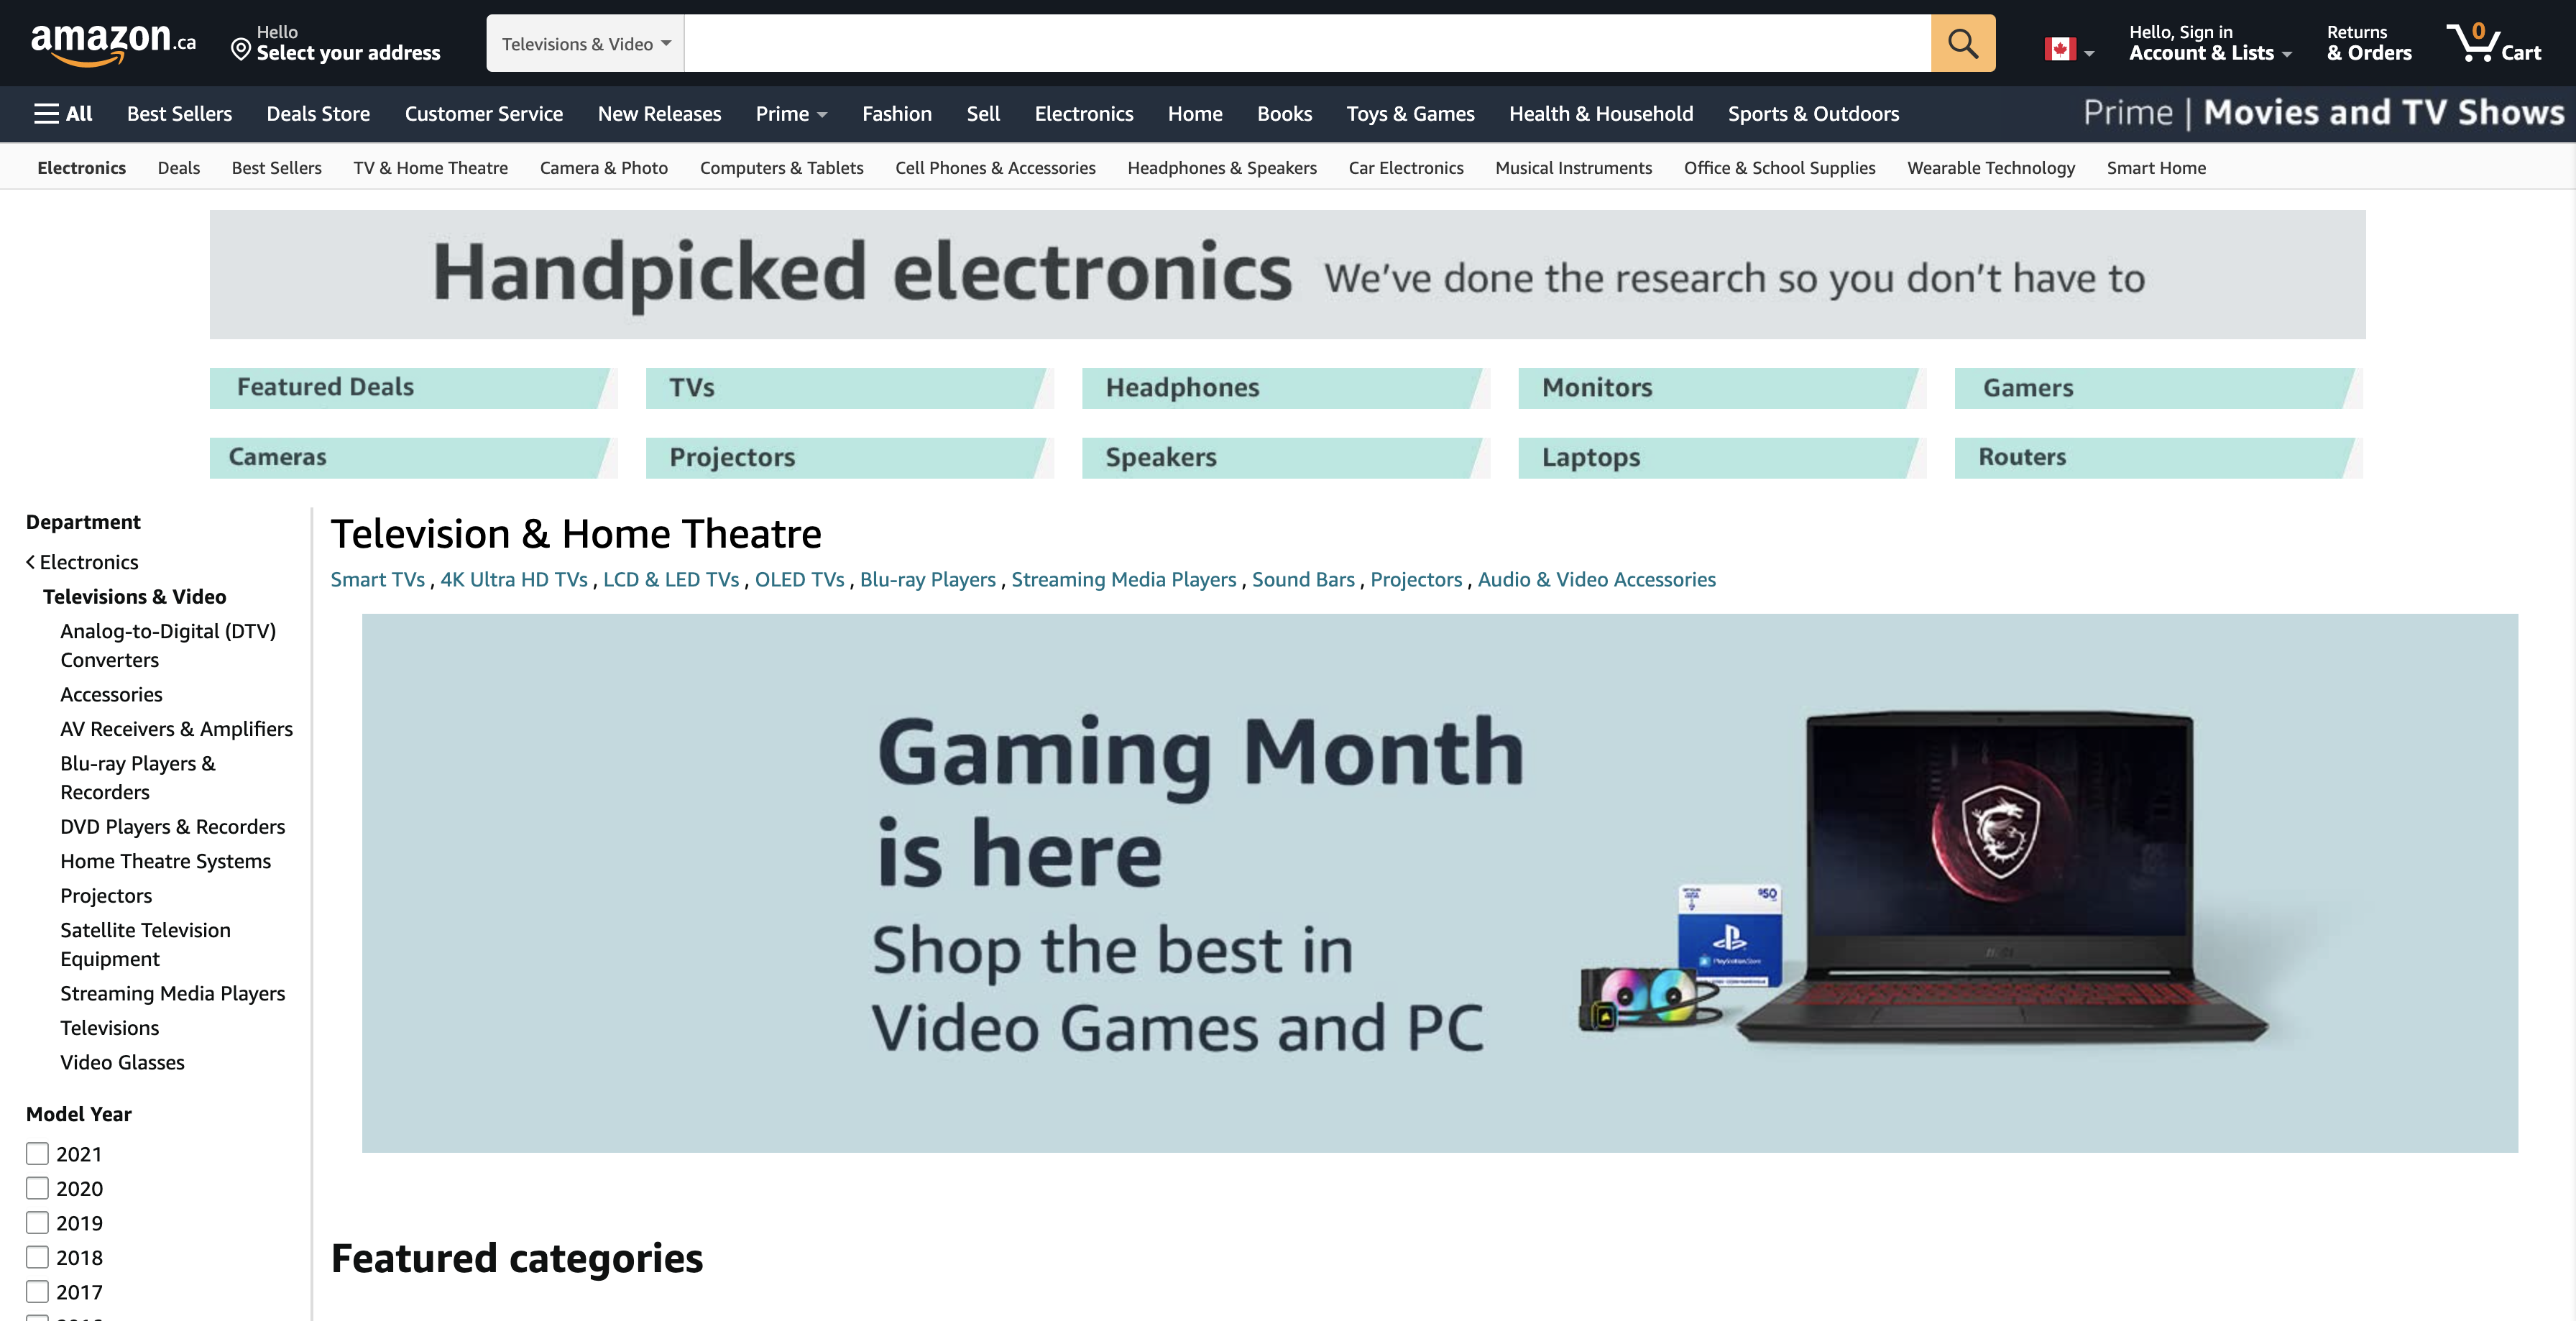 amazon.ca
Hello
Select your address
Televisions & Video
Hello, Sign in
Account & Lists
Returns
& Orders
0
Cart
All
Best Sellers
Deals Store
Customer Service
New Releases
Prime
Fashion
Sell
Electronics
Home
Books
Toys & Games
Health & Household
Sports & Outdoors
Prime | Movies and TV Shows
Electronics
Deals
Best Sellers
TV & Home Theatre
Camera & Photo
Computers & Tablets
Cell Phones & Accessories
Headphones & Speakers
Car Electronics
Musical Instruments
Office & School Supplies
Wearable Technology
Smart Home
Handpicked electronics We've done the research so you don't have to
Featured Deals
TVs
Headphones
Monitors
Gamers
Cameras
Projectors
Speakers
Laptops
Routers
Department
Electronics
Televisions & Video
Analog-to-Digital (DTV)
Converters
Accessories
AV Receivers & Amplifiers
Blu-ray Players &
Recorders
DVD Players & Recorders
Home Theatre Systems
Projectors
Satellite Television
Equipment
Streaming Media Players
Televisions
Video Glasses
Model Year
2021
2020
2019
2018
2017
Television & Home Theatre
Smart TVs , 4K Ultra HD TVs , LCD & LED TVs , OLED TVs , Blu-ray Players , Streaming Media Players , Sound Bars , Projectors , Audio & Video Accessories
Gaming Month
is here
Shop the best in
Video Games and PC
$50
PlayStation Store
Featured categories